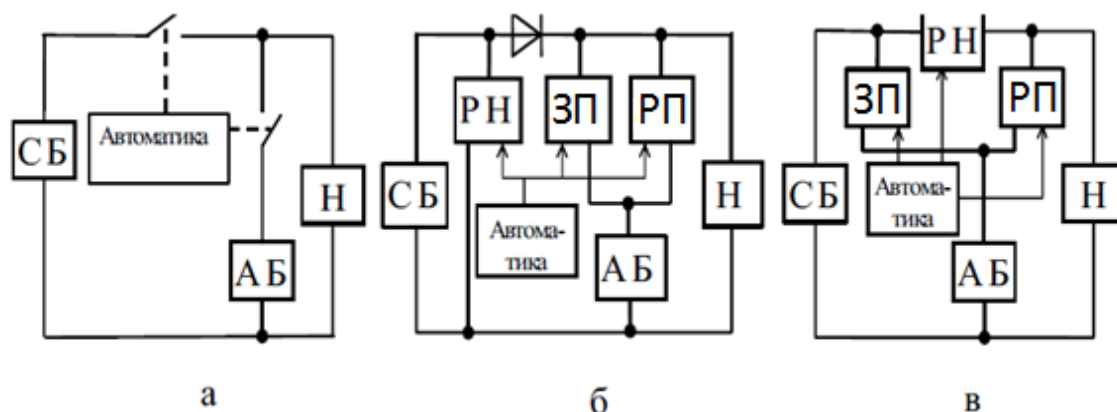 СБ
Автоматика
Н
АБ
а
РН
ЗП
РП
СБ
Н
Автома-
тика
АБ
б
РН
ЗП
РП
СБ
Автома-
тика
Н
АБ
в